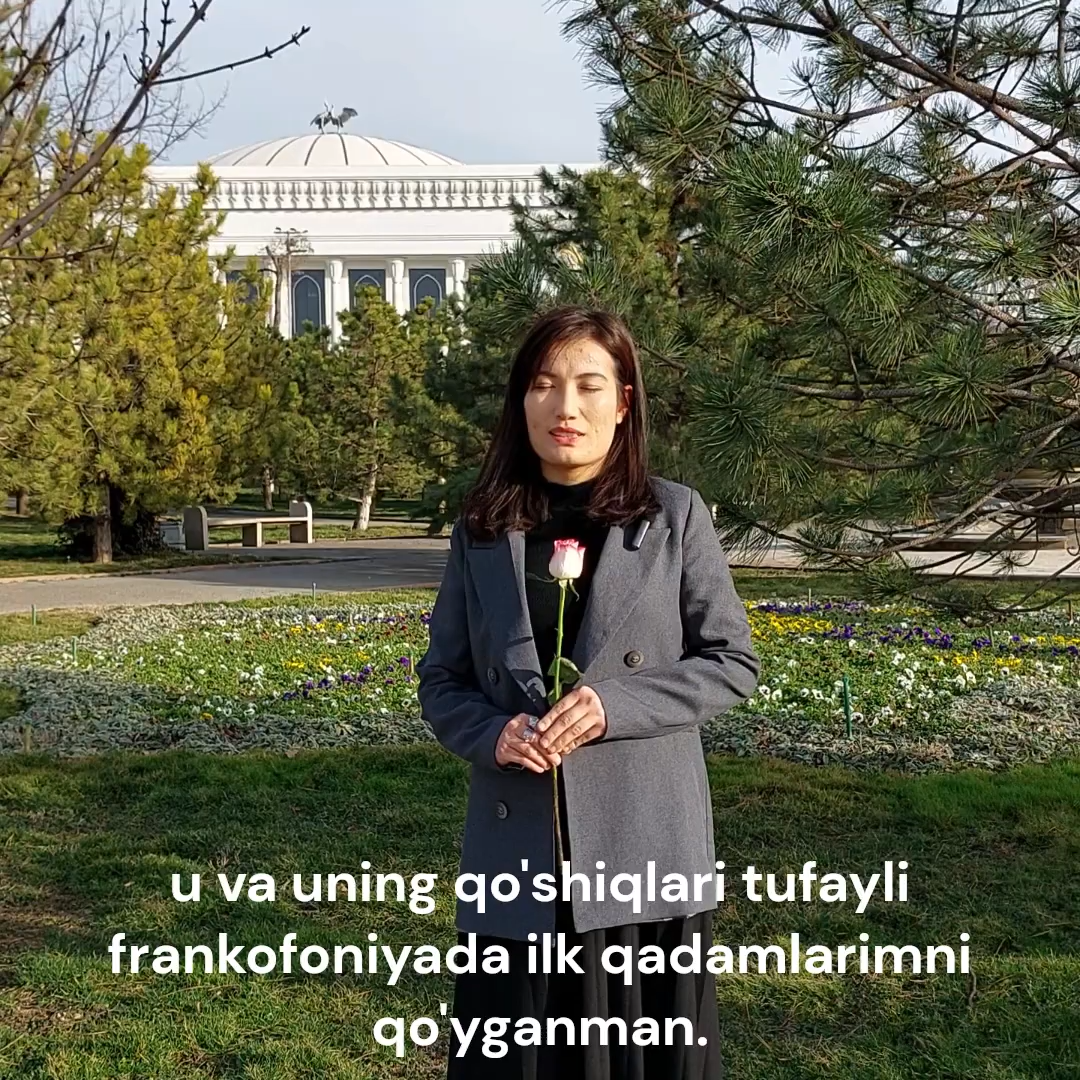 u va uning qo'shiqlari tufayli
frankofoniyada ilk qadamlarimni
qo'yganman.